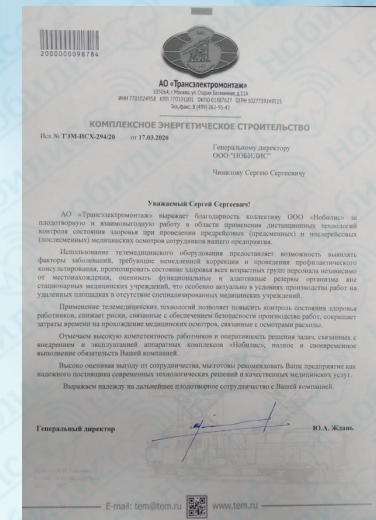 2000000098784
АО «Трансэлектромонтаж»
107064, г. Москва, ул. Старая Басманная, д.
КОМПЛЕКСНОЕ ЭНЕРГЕТИЧЕСКОЕ СТРОИТЕЛЬСТВО
Исх № ТЭМ-ИСХ-294/20 от 17.03.2020
Генеральному директору
ООО "НОБИЛИС"
Сергею Сергеевичу
Уважаемый Сергей Сергеевич!
АО «Трансэлектромонтаж» выражает благодарность коллективу ООО «Нобилис» за
плодотворную и взаимовыгодную работу в области применения дистанционных технологий
контроля состояния здоровья при проведении предрейсовых (предсменных) и послерейсовых
(послесменных) медицинских осмотров сотрудников нашего предприятия.
Использование телемедицинского оборудования предоставляет возможность выявлять
факторы заболеваний, требующие немедленной коррекции и проведения профилактического
консультирования, прогнозировать состояние здоровья всех возрастных групп персонала независимо
от местонахождения, оценивать функциональные и адаптивные резервы организма вне
стационарных медицинских учреждений, что особенно актуально в условиях производства работ на
удаленных площадках в отсутствие специализированных медицинских учреждений.
Применение телемедицинских технологий позволяет повысить контроль состояния здоровья
работников, снижает риски, связанные с обеспечением безопасности производства работ, сокращает
затраты времени на прохождение медицинских осмотров, связанные с осмотрами расходы.
Отмечаем высокую компетентность работников и оперативность решения задач, связанных с
внедрением и эксплуатацией аппаратных комплексов «Нобилис», полное и своевременное
выполнение обязательств Вашей компанией.
Высоко оценивая выгоду от сотрудничества, мы готовы рекомендовать Ваше предприятие как
надежного поставщика современных технологических решений и качественных медицинских услуг.
Выражаем надежду на дальнейшее плодотворное сотрудничество с Вашей компанией.
Генеральный директор Ю.А. Ждань
E-mail: tem@tem.ru www.tem.ru